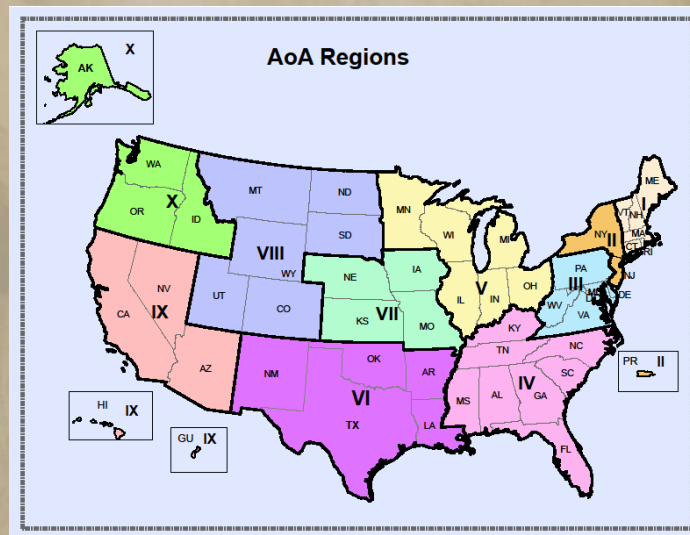 AoA Regions
X
AK
WA
OR
ID
X
MT
ND
SD
WY
UT
CO
VIII
CA
NV
AZ
IX
NE
IA
KS
MO
VII
MN
WI
MI
IL
IN
OH
V
NM
OK
AR
TX
LA
VI
KY
TN
NC
SC
MS
AL
GA
FL
IV
PA
WV
VA
DE
III
NY
NJ
II
ME
VT
NH
MA
CT
RI
I
HI
IX
GU
IX
PR
II